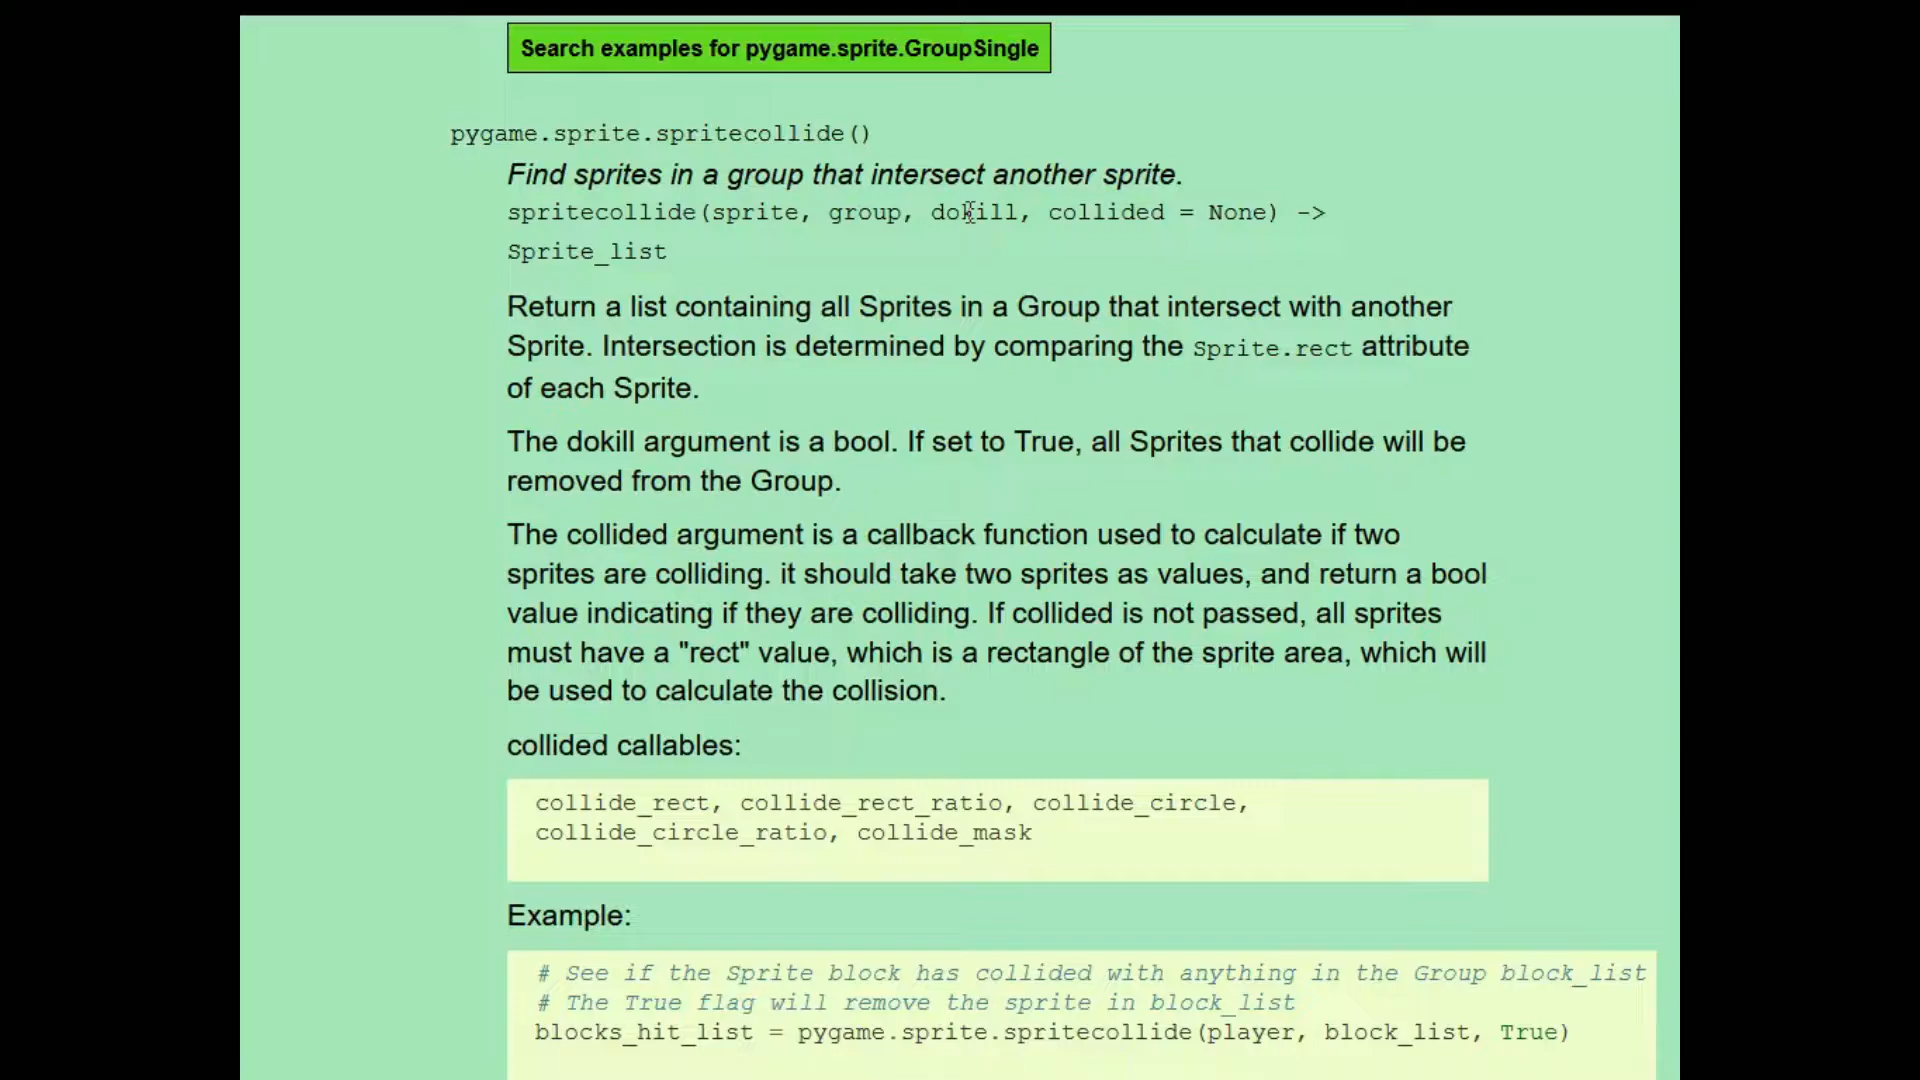 Search examples for pygame.sprite.GroupSingle
pygame.sprite.spritecollide()
Find sprites in a group that intersect another sprite.
spritecollide(sprite, group, dokill, collided = None) ->
Sprite_list
Return a list containing all Sprites in a Group that intersect with another
Sprite. Intersection is determined by comparing the Sprite.rect attribute
of each Sprite.
The dokill argument is a bool. If set to True, all Sprites that collide will be
removed from the Group.
The collided argument is a callback function used to calculate if two
sprites are colliding. it should take two sprites as values, and return a bool
value indicating if they are colliding. If collided is not passed, all sprites
must have a "rect" value, which is a rectangle of the sprite area, which will
be used to calculate the collision.
collided callables:
collide_rect, collide_rect_ratio, collide_circle,
collide_circle_ratio, collide_mask
Example:
# See if the Sprite block has collided with anything in the Group block_list
# The True flag will remove the sprite in block_list
blocks_hit_list = pygame.sprite.spritecollide(player, block_list, True)